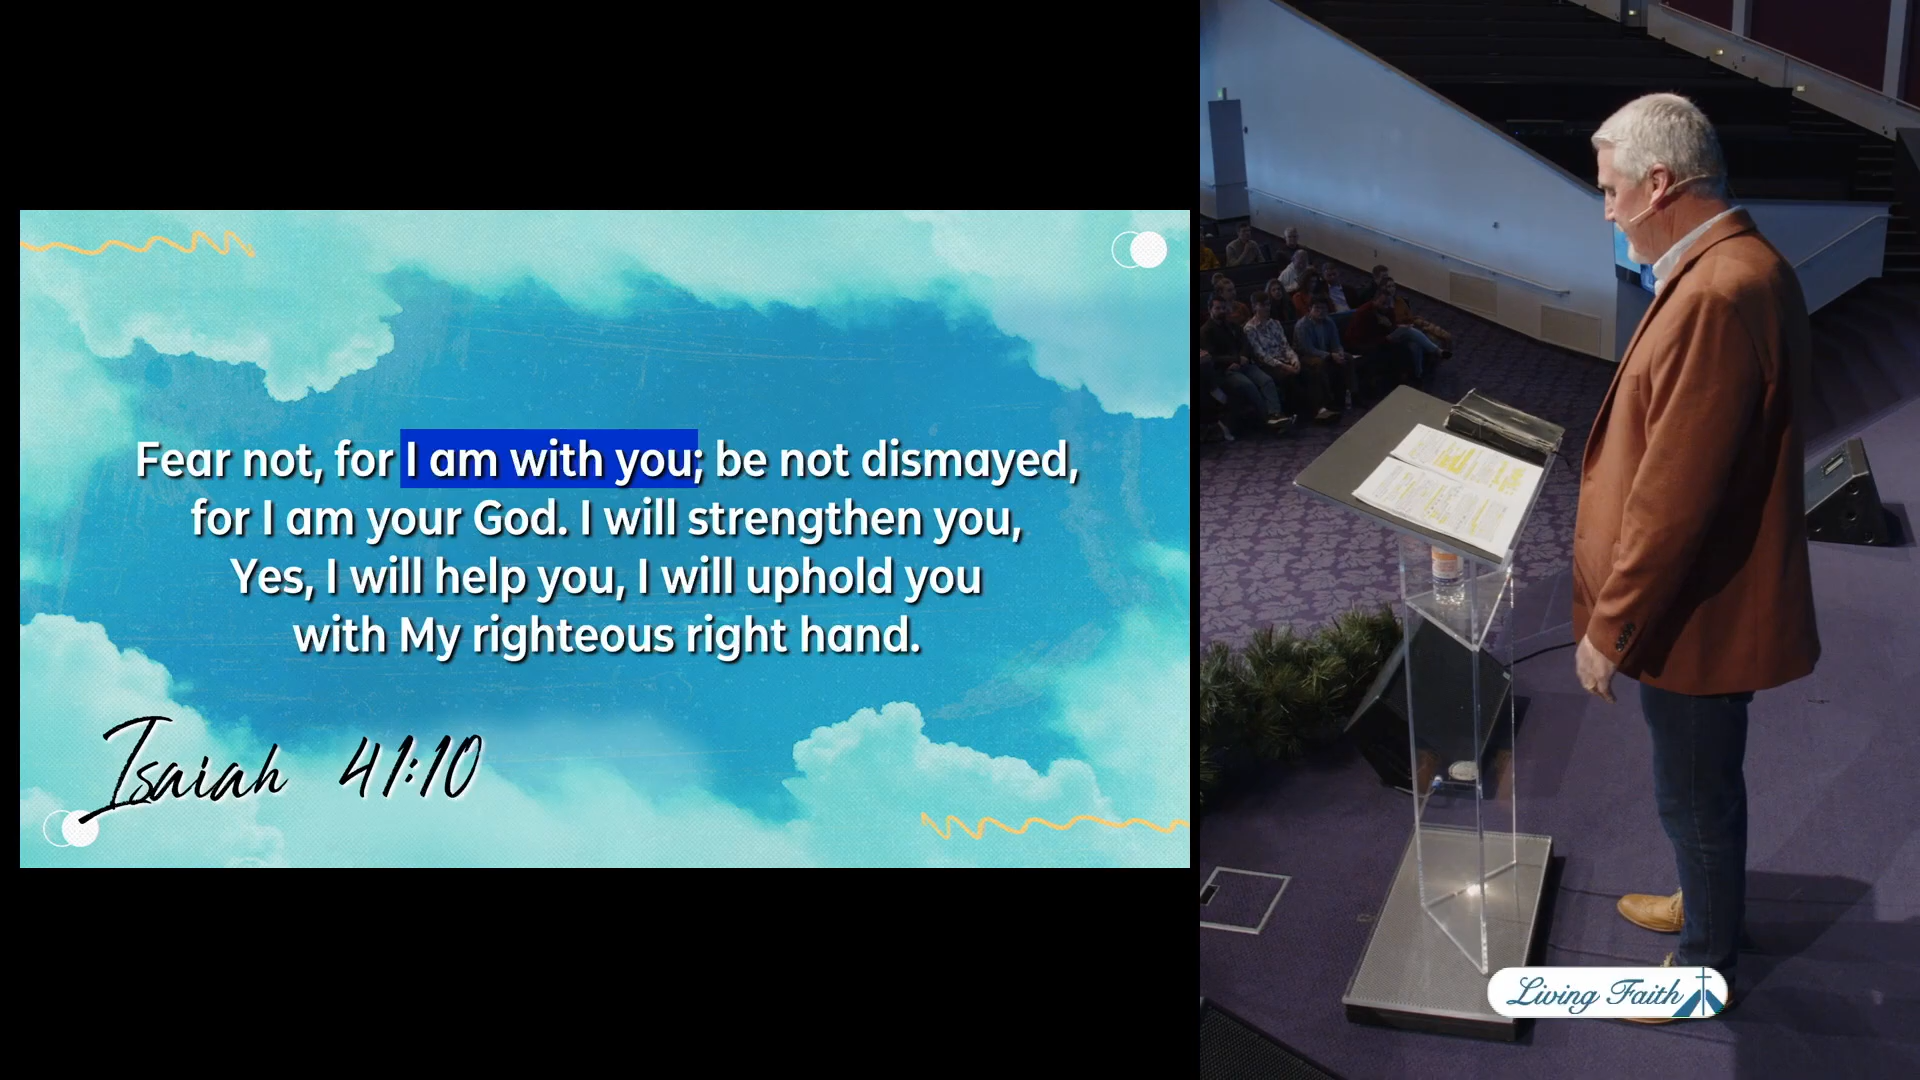 Fear not, for I am with you; be not dismayed,
for I am your God. I will strengthen you,
Yes, I will help you, I will uphold you
with My righteous right hand.
Isaiah 41:10
Living Faith